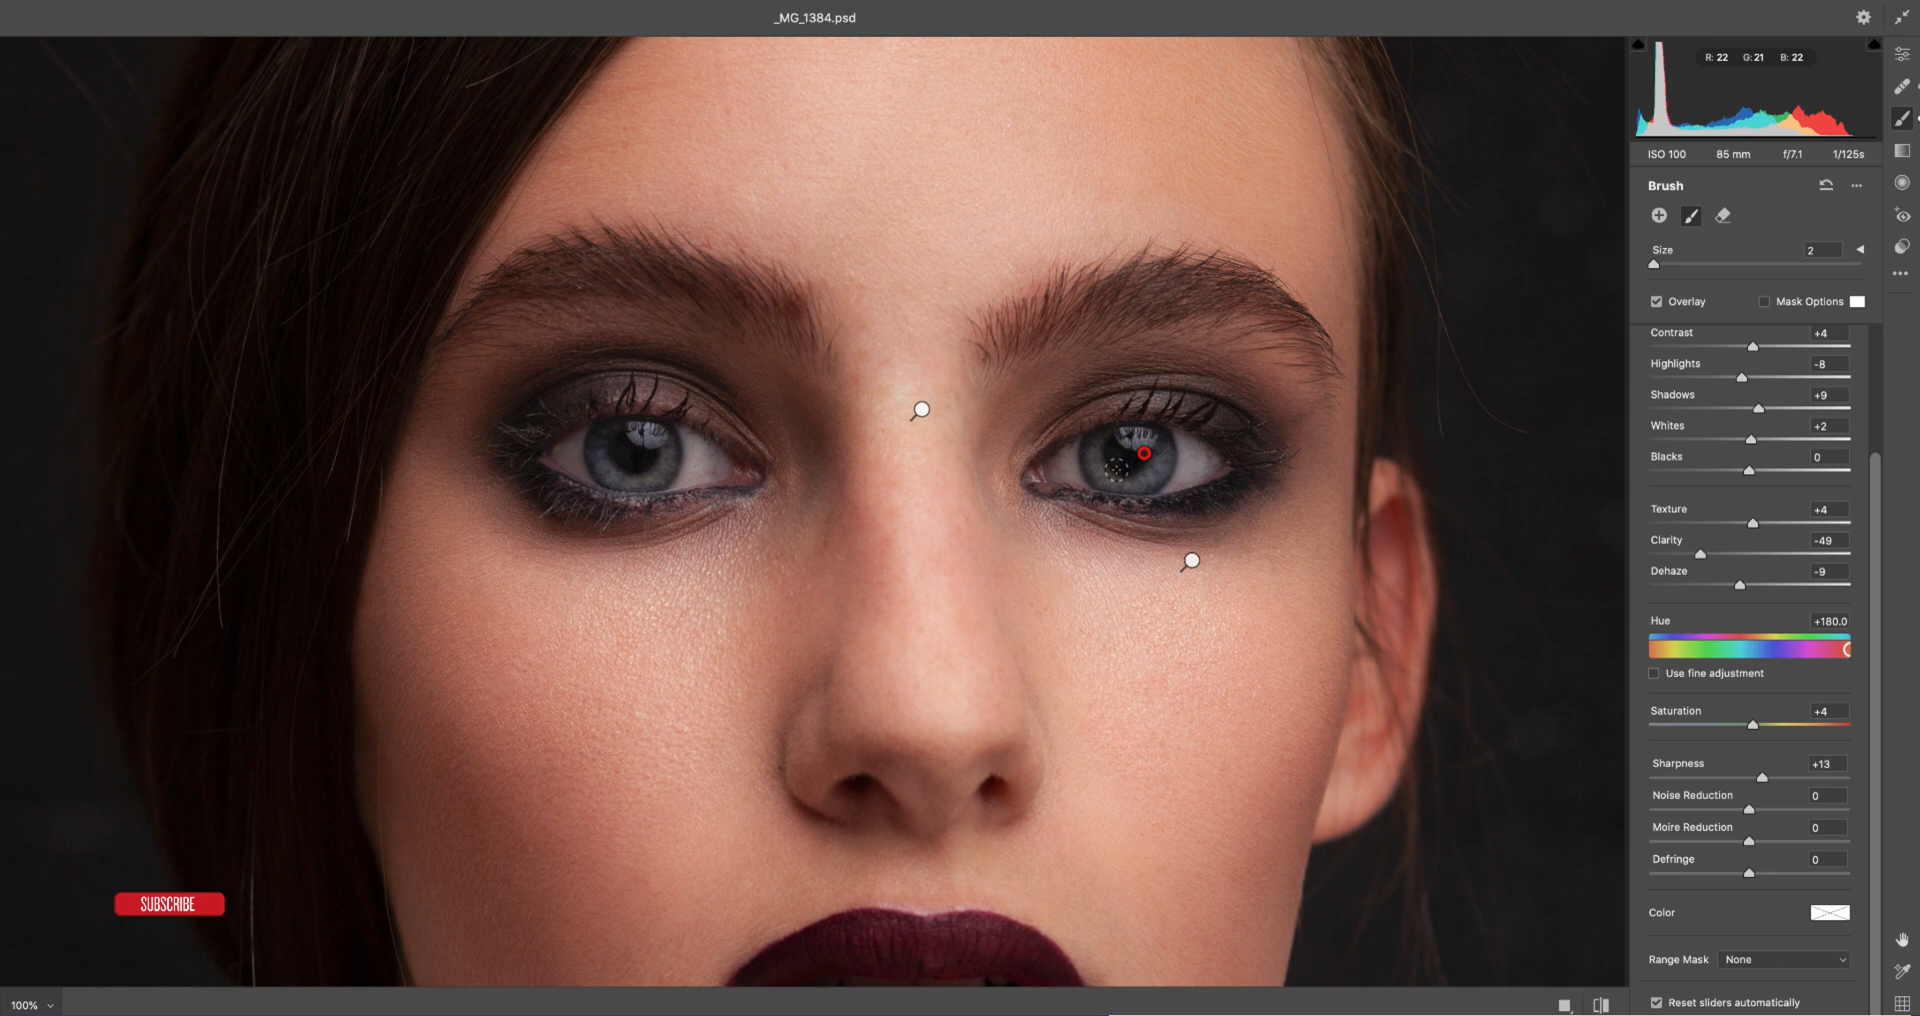 _MG_1384.psd
R: 22 G: 21 B: 22
ISO 100 85 mm f/7.1 1/125s
Brush
Size 2
Overlay Mask Options
Contrast +4
Highlights -8
Shadows +9
Whites +2
Blacks 0
Texture +4
Clarity -49
Dehaze -9
Hue +180.0
Use fine adjustment
Saturation +4
Sharpness +13
Noise Reduction 0
Moire Reduction 0
Defringe 0
SUBSCRIBE
Color
Range Mask None
Reset sliders automatically
100%